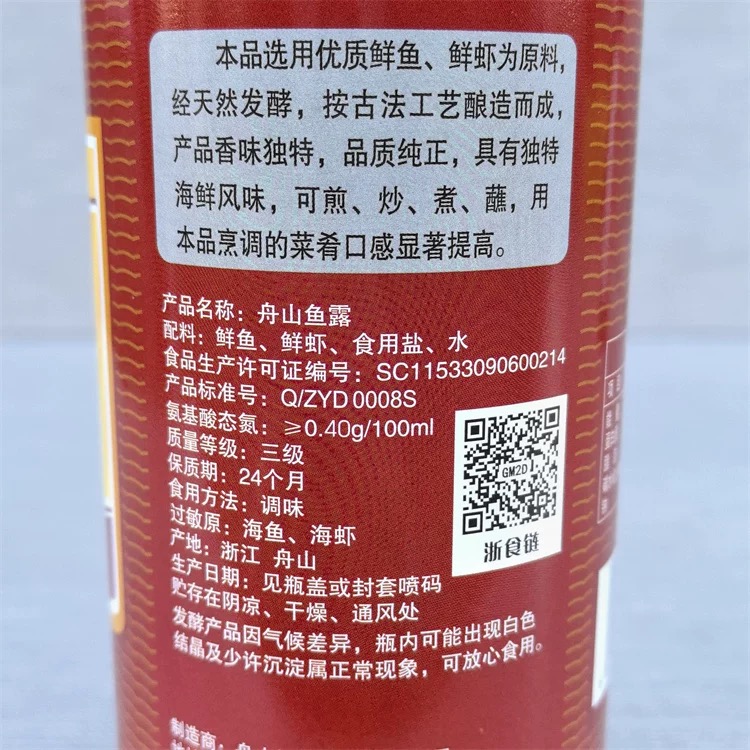 本品选用优质鲜鱼、鲜虾为原料,
经天然发酵，按古法工艺酿造而成,
产品香味独特，品质纯正，具有独特
海鲜风味，可煎、炒、煮、蘸，用
本品烹调的菜肴口感显著提高。
产品名称：舟山鱼露
配料：鲜鱼、鲜虾、食用盐、水
食品生产许可证编号：SC11533090600214
产品标准号：Q/ZYD 0008S
氨基酸态氮：≥0.40g/100ml
质量等级：三级
保质期：24个月
食用方法：调味
过敏原：海鱼、海虾
产地：浙江 舟山
生产日期：见瓶盖或封套喷码
贮存在阴凉、干燥、通风处
发酵产品因气候差异，瓶内可能出现白色
结晶及少许沉淀属正常现象，可放心食用。
GM2D
浙食链
制造商：舟山
项